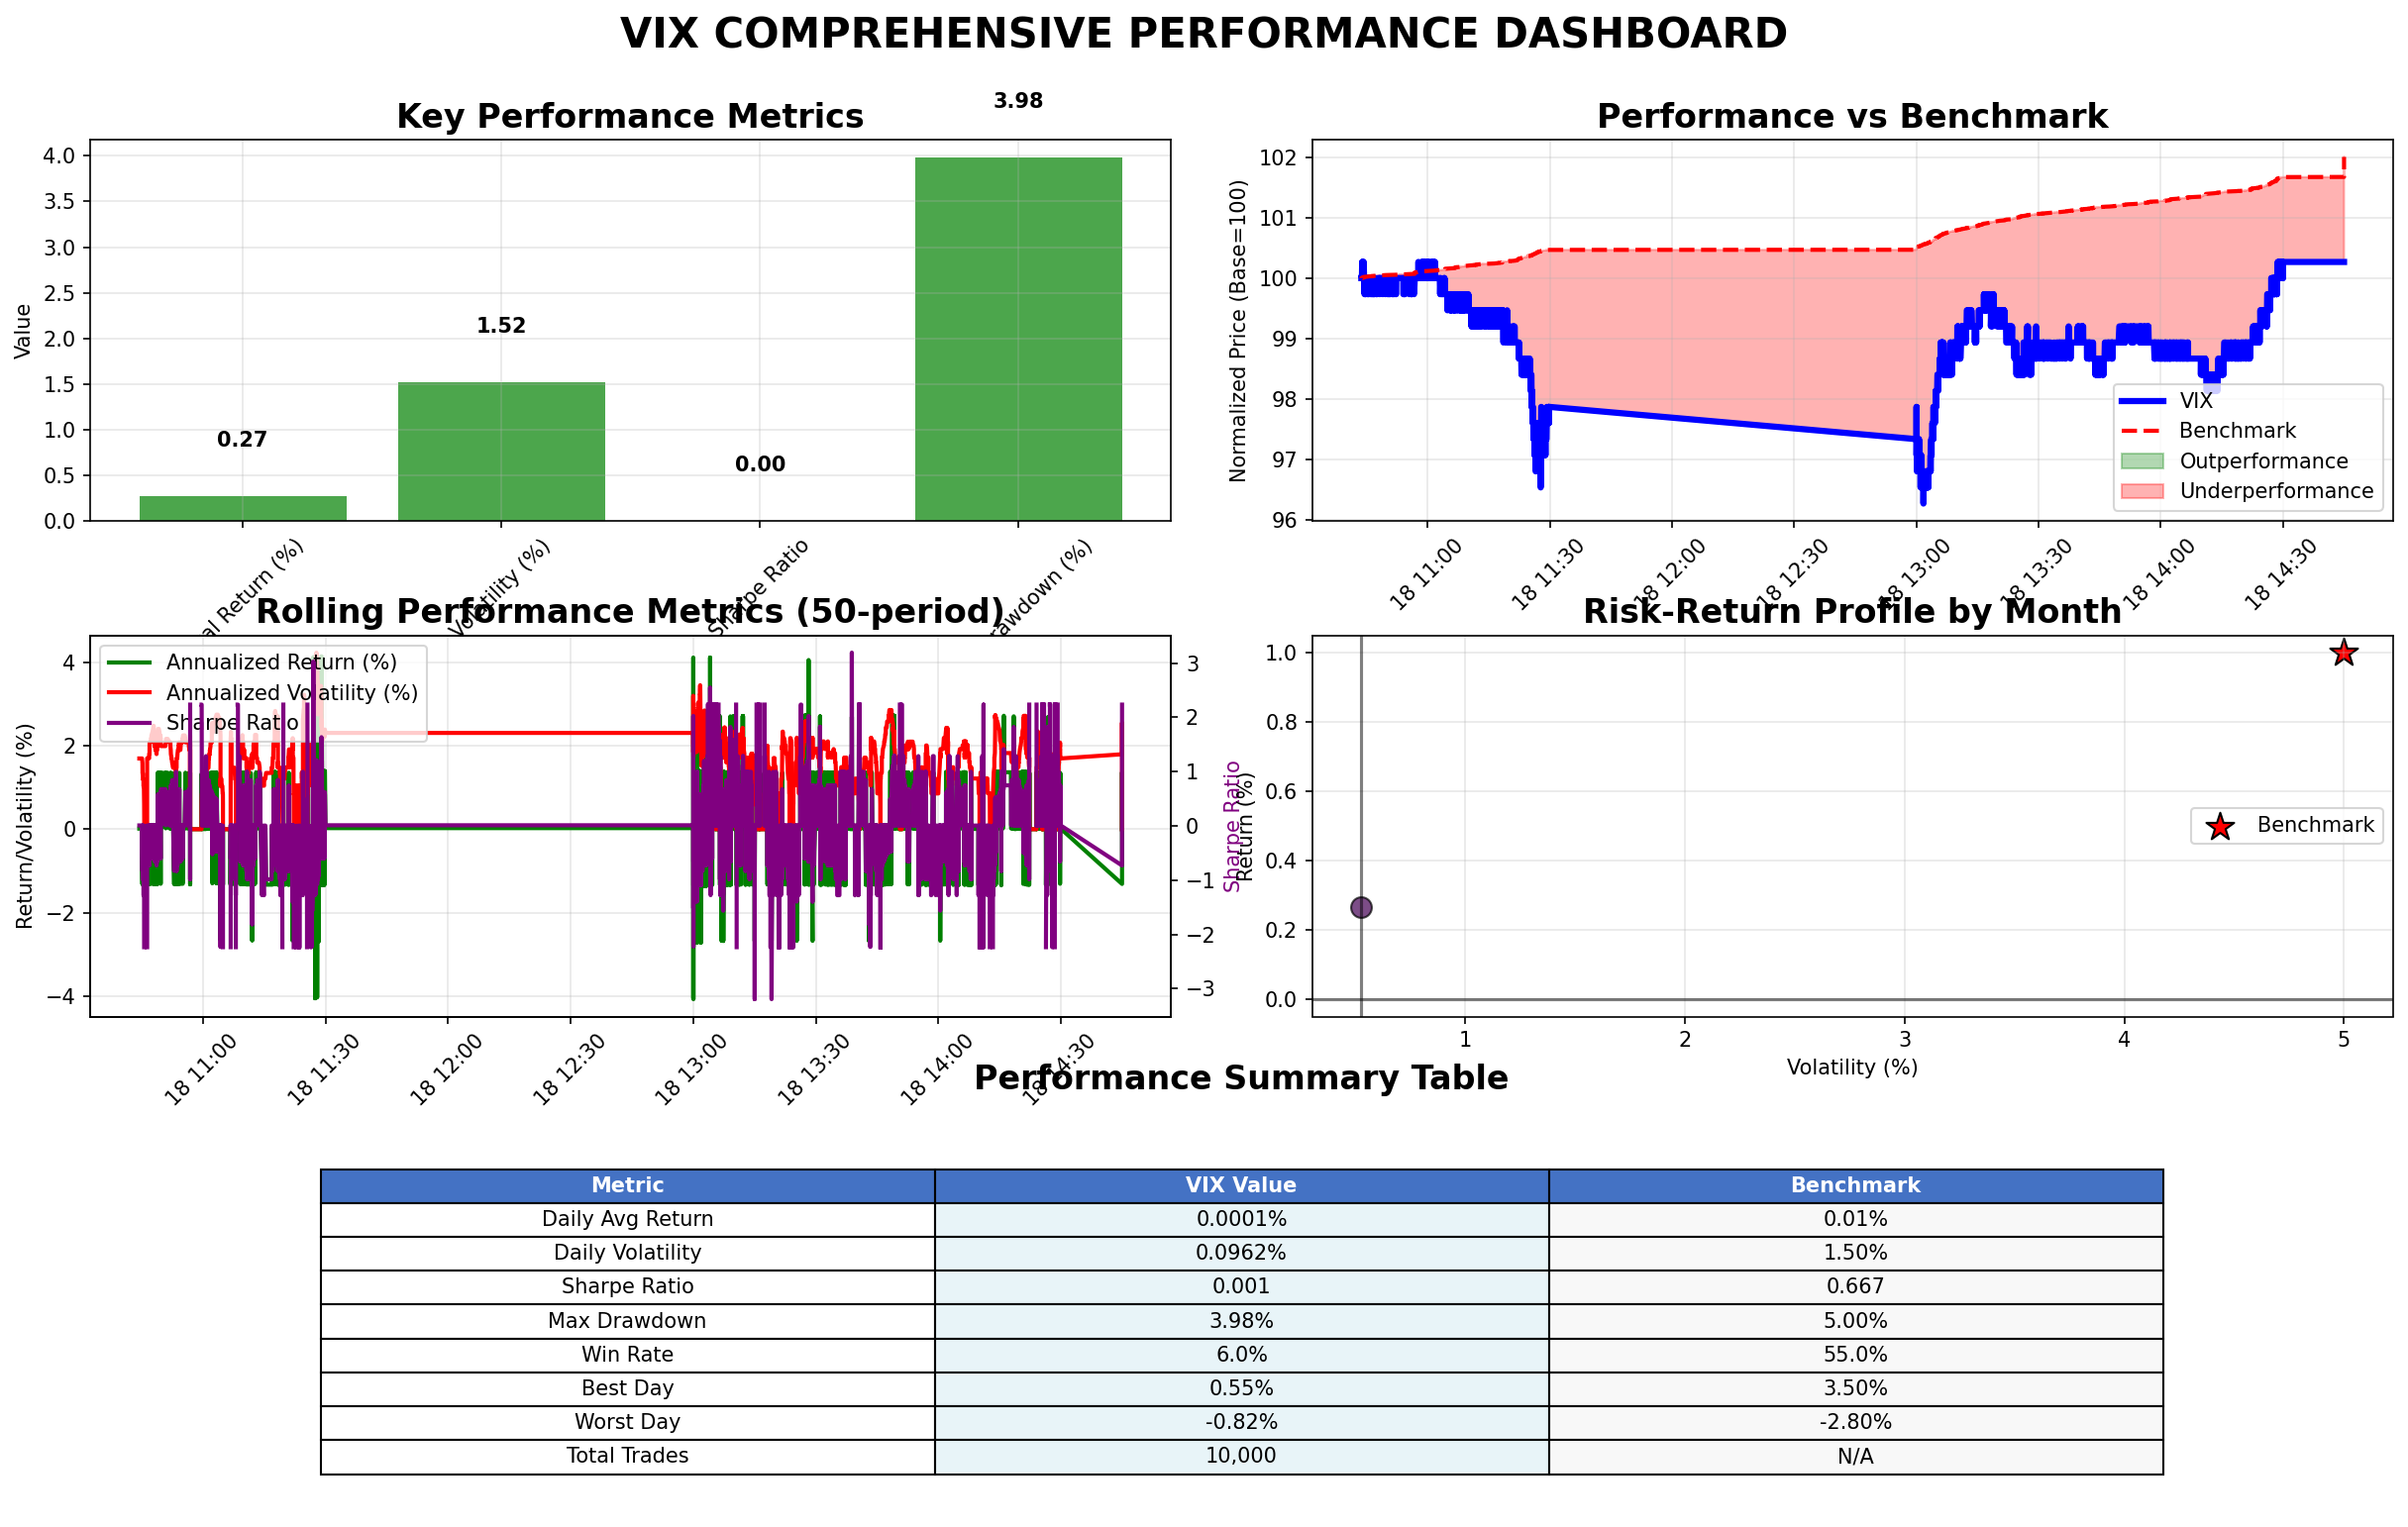 VIX COMPREHENSIVE PERFORMANCE DASHBOARD
Key Performance Metrics
Value
4.0
3.5
3.0
2.5
2.0
1.5
1.0
0.5
0.0
0.27
1.52
0.00
3.98
al Return (%)
Volatility (%)
Sharpe Ratio
rawdown (%)
Performance vs Benchmark
Normalized Price (Base=100)
102
101
100
99
98
97
96
VIX
Benchmark
Outperformance
Underperformance
18 11:00
18 11:30
18 12:00
18 12:30
18 13:00
18 13:30
18 14:00
18 14:30
Rolling Performance Metrics (50-period)
Return/Volatility (%)
4
2
0
−2
−4
Annualized Return (%)
Annualized Volatility (%)
Sharpe Ratio
3
2
1
0
−1
−2
−3
Sharpe Ratio
18 11:00
18 11:30
18 12:00
18 12:30
18 13:00
18 13:30
18 14:00
18 14:30
Risk-Return Profile by Month
Return (%)
1.0
0.8
0.6
0.4
0.2
0.0
Benchmark
1
2
3
4
5
Volatility (%)
Performance Summary Table
Metric VIX Value Benchmark
Daily Avg Return 0.0001% 0.01%
Daily Volatility 0.0962% 1.50%
Sharpe Ratio 0.001 0.667
Max Drawdown 3.98% 5.00%
Win Rate 6.0% 55.0%
Best Day 0.55% 3.50%
Worst Day -0.82% -2.80%
Total Trades 10,000 N/A